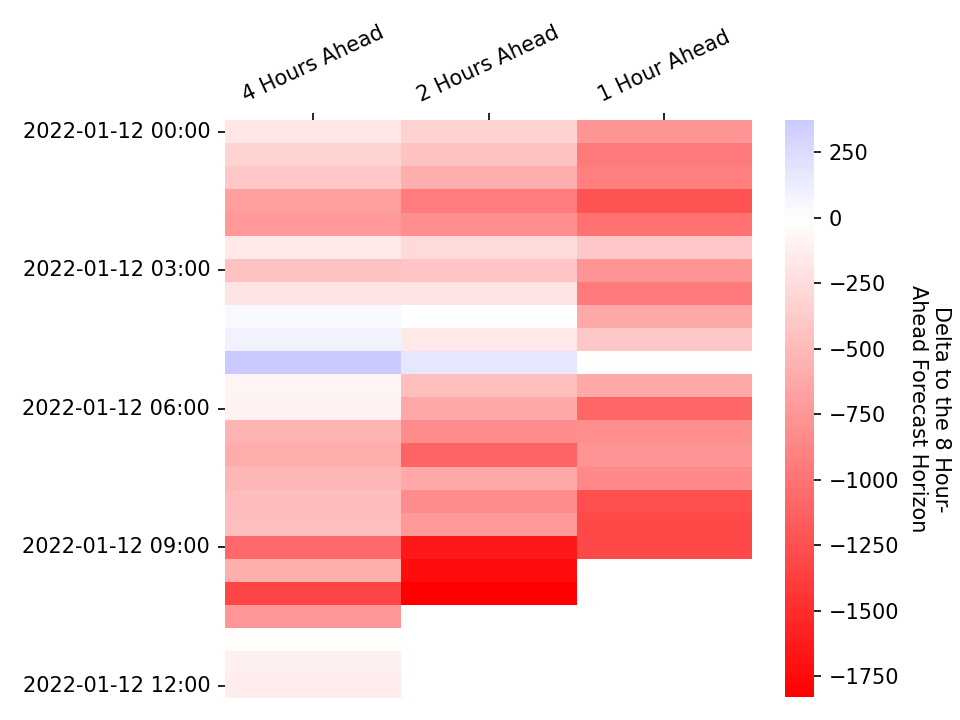 4 Hours Ahead
2 Hours Ahead
1 Hour Ahead
2022-01-12 00:00
2022-01-12 03:00
2022-01-12 06:00
2022-01-12 09:00
2022-01-12 12:00
250
0
−250
−500
−750
−1000
−1250
−1500
−1750
Delta to the 8 Hour-
Ahead Forecast Horizon